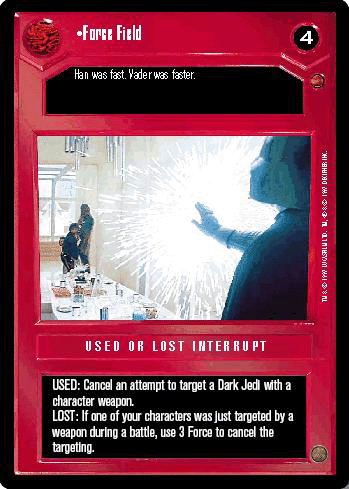 •Force Field
4
Han was fast. Vader was faster.
USED OR LOST INTERRUPT
USED: Cancel an attempt to target a Dark Jedi with a
character weapon.
LOST: If one of your characters was just targeted by a
weapon during a battle, use 3 Force to cancel the
targeting.